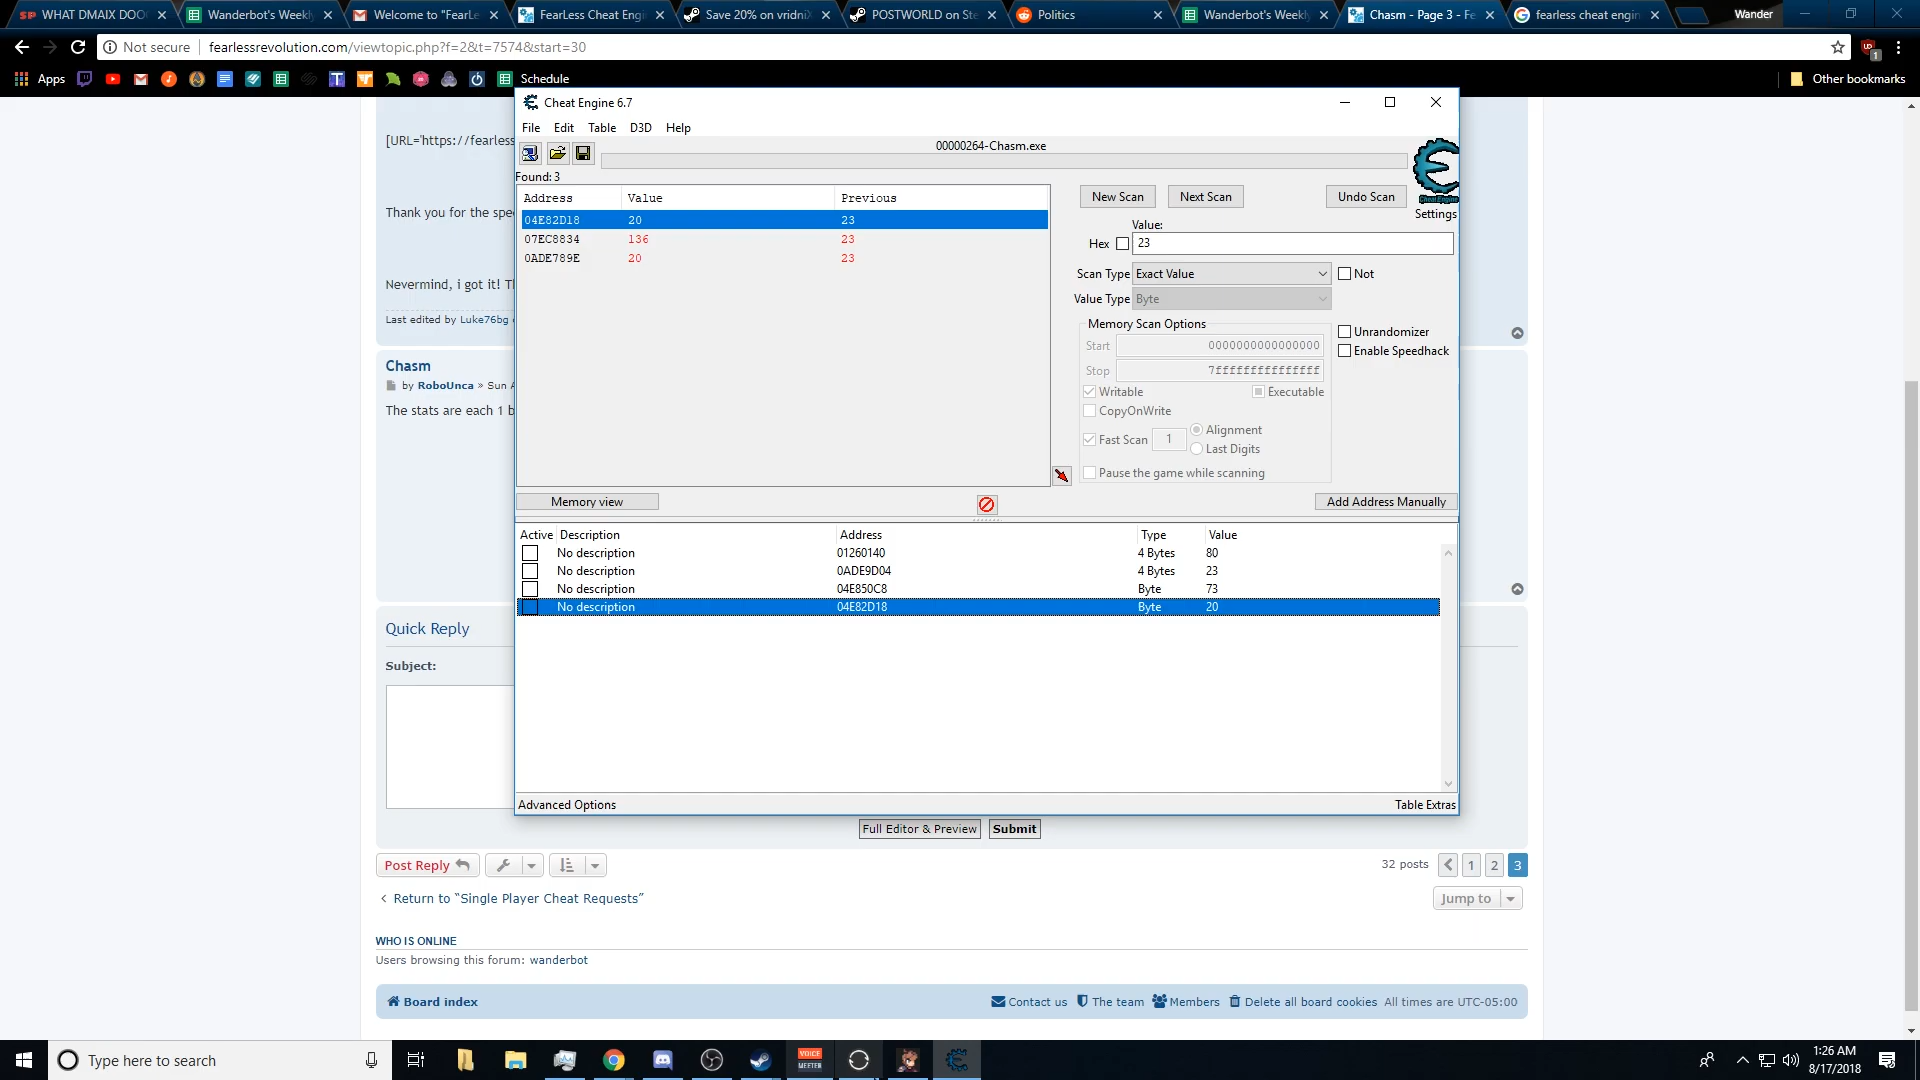 WHAT DMAIX DOO
Wanderbot's Weekly
Welcome to "FearLe
FearLess Cheat Engi
Save 20% on vridniX
POSTWORLD on Ste
Politics
Wanderbot's Weekly
Chasm - Page 3 - Fe
fearless cheat engin
Wander
Not secure
fearlessrevolution.com/viewtopic.php?f=2&t=7574&start=30
Apps
Schedule
Other bookmarks
[URL='https://fearless
Thank you for the spee
Nevermind, i got it! Th
Last edited by Luke76bg
Chasm
by RoboUnca » Sun A
The stats are each 1 b
Cheat Engine 6.7
File Edit Table D3D Help
00000264-Chasm.exe
Found: 3
Address Value Previous
04E82D18 20 23
07EC8834 136 23
0ADE789E 20 23
New Scan Next Scan Undo Scan
Settings
Value:
Hex 23
Scan Type Exact Value Not
Value Type Byte
Memory Scan Options
Start 0000000000000000
Stop 7fffffffffffffff
Unrandomizer
Enable Speedhack
Writable Executable
CopyOnWrite
Fast Scan 1 Alignment
Last Digits
Pause the game while scanning
Memory view
Add Address Manually
Active Description Address Type Value
No description 01260140 4 Bytes 80
No description 0ADE9D04 4 Bytes 23
No description 04E850C8 Byte 73
No description 04E82D18 Byte 20
Advanced Options
Table Extras
Quick Reply
Subject:
Full Editor & Preview Submit
Post Reply
32 posts 1 2 3
Return to “Single Player Cheat Requests”
Jump to
WHO IS ONLINE
Users browsing this forum: wanderbot
Board index
Contact us The team Members Delete all board cookies All times are UTC-05:00
Type here to search
VOICE
MEETER
1:26 AM
8/17/2018